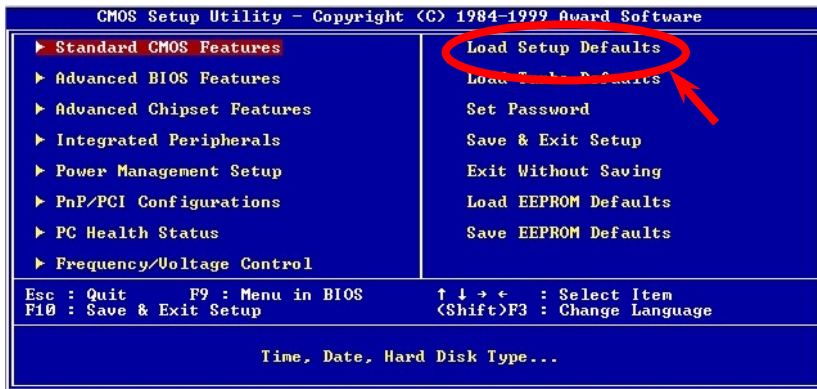 CMOS Setup Utility - Copyright (C) 1984-1999 Award Software
▶ Standard CMOS Features
▶ Advanced BIOS Features
▶ Advanced Chipset Features
▶ Integrated Peripherals
▶ Power Management Setup
▶ PnP/PCI Configurations
▶ PC Health Status
▶ Frequency/Voltage Control
Load Setup Defaults
Load Turbo Defaults
Set Password
Save & Exit Setup
Exit Without Saving
Load EEPROM Defaults
Save EEPROM Defaults
Esc : Quit F9 : Menu in BIOS ↑ ↓ → ← : Select Item
F10 : Save & Exit Setup (Shift)F3 : Change Language
Time, Date, Hard Disk Type...